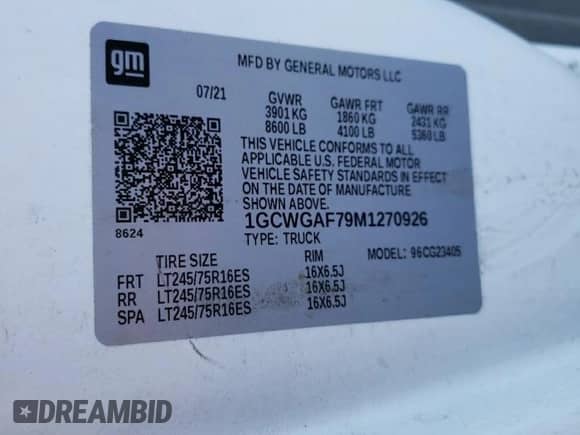 gm
MFD BY GENERAL MOTORS LLC
07/21
GVWR GAWR FRT GAWR RR
3901 KG 1860 KG 2431 KG
8600 LB 4100 LB 5360 LB
THIS VEHICLE CONFORMS TO ALL
APPLICABLE U.S. FEDERAL MOTOR
VEHICLE SAFETY STANDARDS IN EFFECT
ON THE DATE OF MANUFACTURE
SHOWN ABOVE.
8624
1GCWGAF79M1270926
TYPE: TRUCK MODEL: 96CG23405
TIRE SIZE RIM
FRT LT245/75R16ES 16X6.5J
RR LT245/75R16ES 16X6.5J
SPA LT245/75R16ES 16X6.5J
DREAMBID